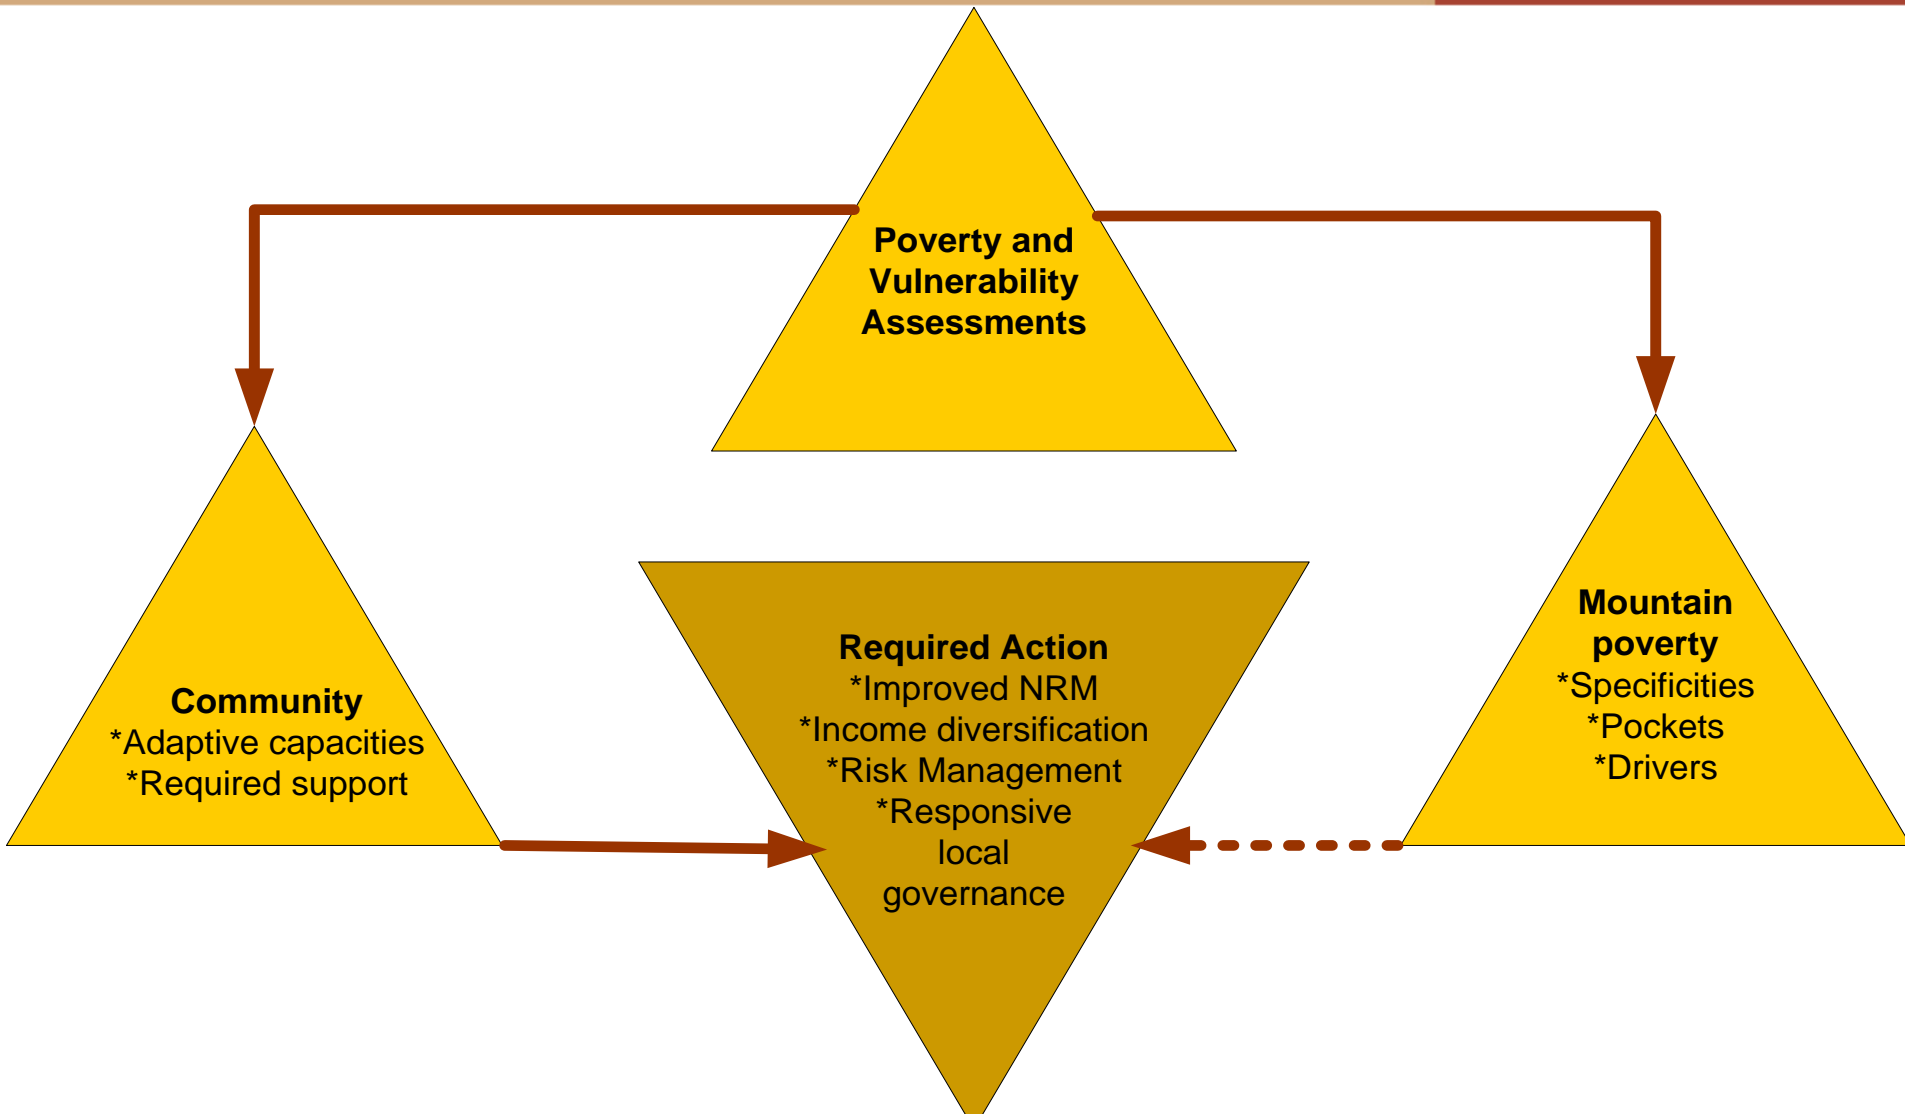 Poverty and
Vulnerability
Assessments
Community
*Adaptive capacities
*Required support
Required Action
*Improved NRM
*Income diversification
*Risk Management
*Responsive
local
governance
Mountain
poverty
*Specificities
*Pockets
*Drivers